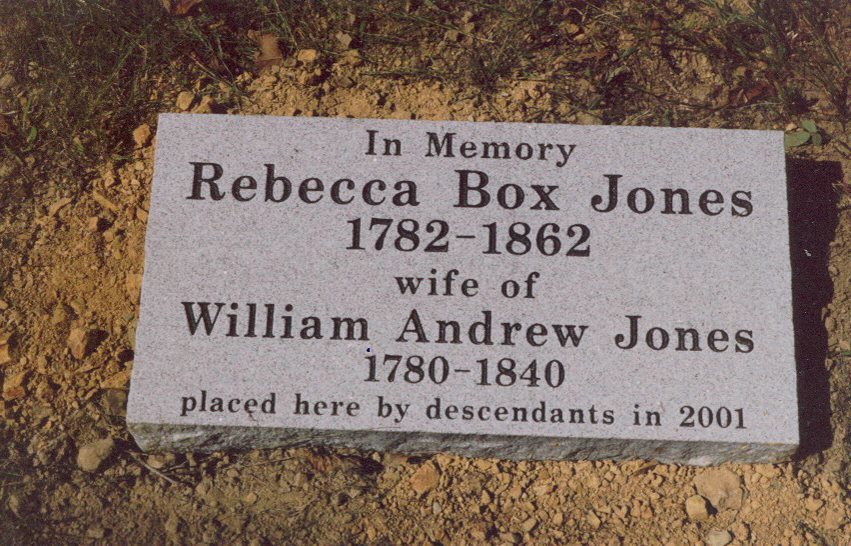 In Memory
Rebecca Box Jones
1782-1862
wife of
William Andrew Jones
1780-1840
placed here by descendants in 2001